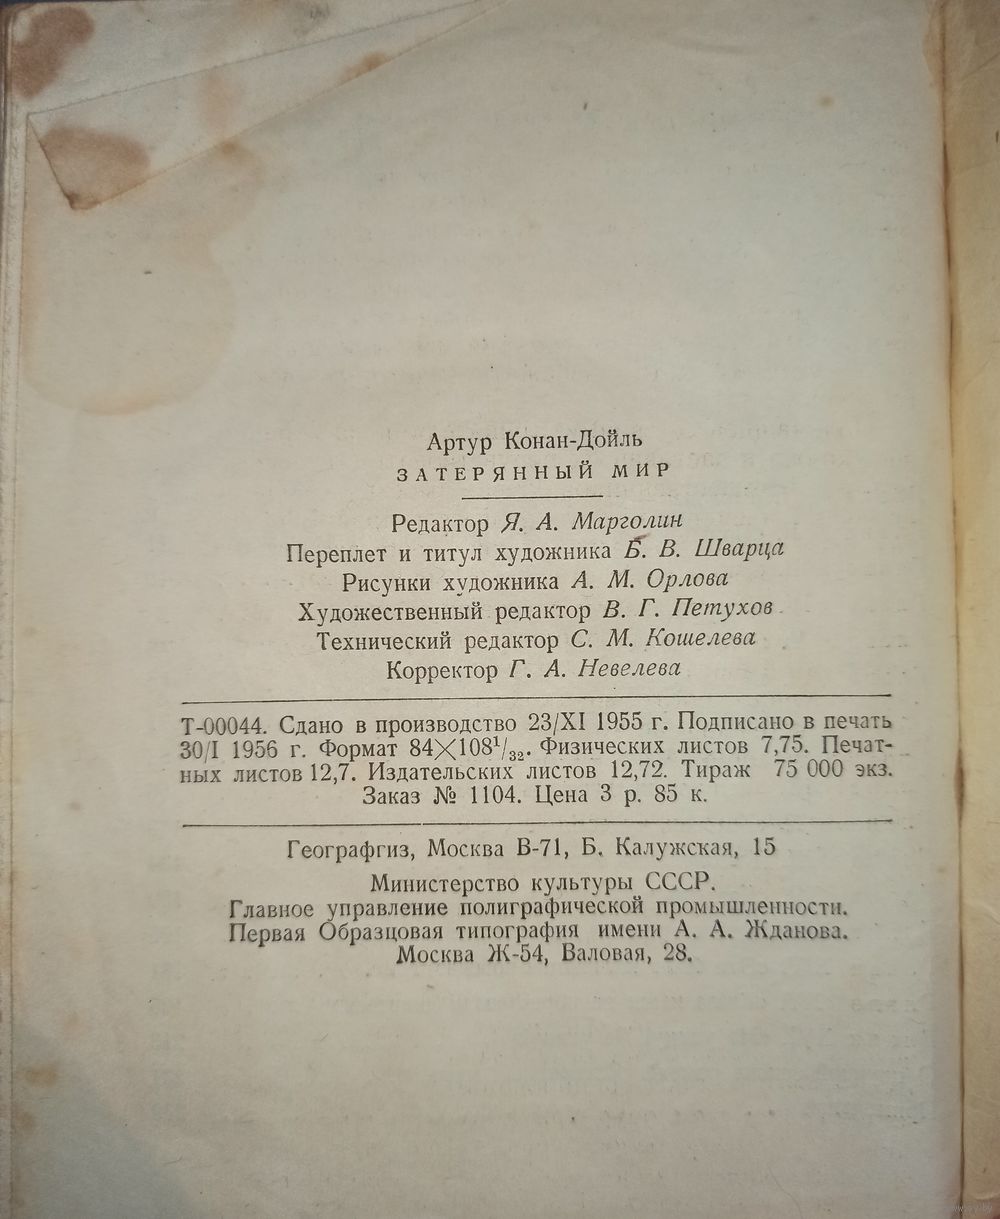 Артур Конан-Дойль
ЗАТЕРЯННЫЙ МИР
Редактор Я. А. Марголин
Переплет и титул художника Б. В. Шварца
Рисунки художника А. М. Орлова
Художественный редактор В. Г. Петухов
Технический редактор С. М. Кошелева
Корректор Г. А. Невелева
Т-00044. Сдано в производство 23/XI 1955 г. Подписано в печать
30/I 1956 г. Формат 84×108¹/₃₂. Физических листов 7,75. Печат-
ных листов 12,7. Издательских листов 12,72. Тираж 75 000 экз.
Заказ № 1104. Цена 3 р. 85 к.
Географгиз, Москва В-71, Б. Калужская, 15
Министерство культуры СССР.
Главное управление полиграфической промышленности.
Первая Образцовая типография имени А. А. Жданова.
Москва Ж-54, Валовая, 28.